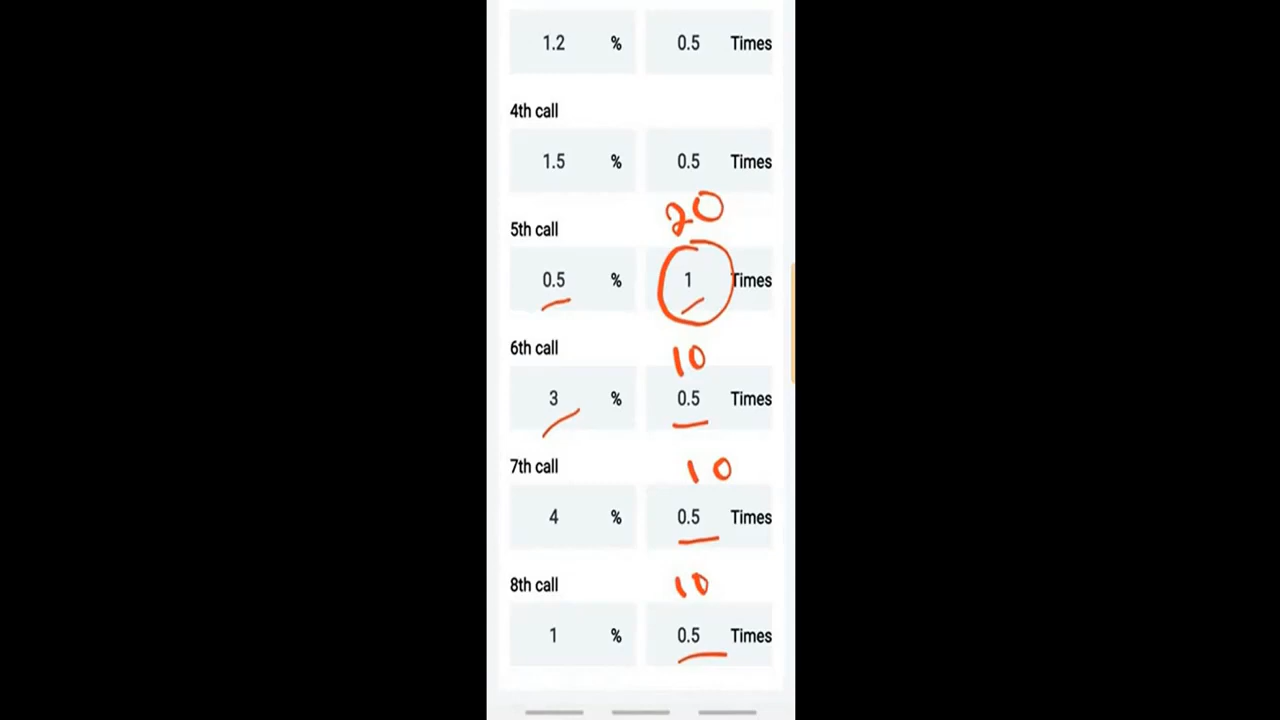 1.2 % 0.5 Times
4th call
1.5 % 0.5 Times
20
5th call
0.5 % 1 Times
6th call
10
3 % 0.5 Times
7th call
10
4 % 0.5 Times
8th call
10
1 % 0.5 Times